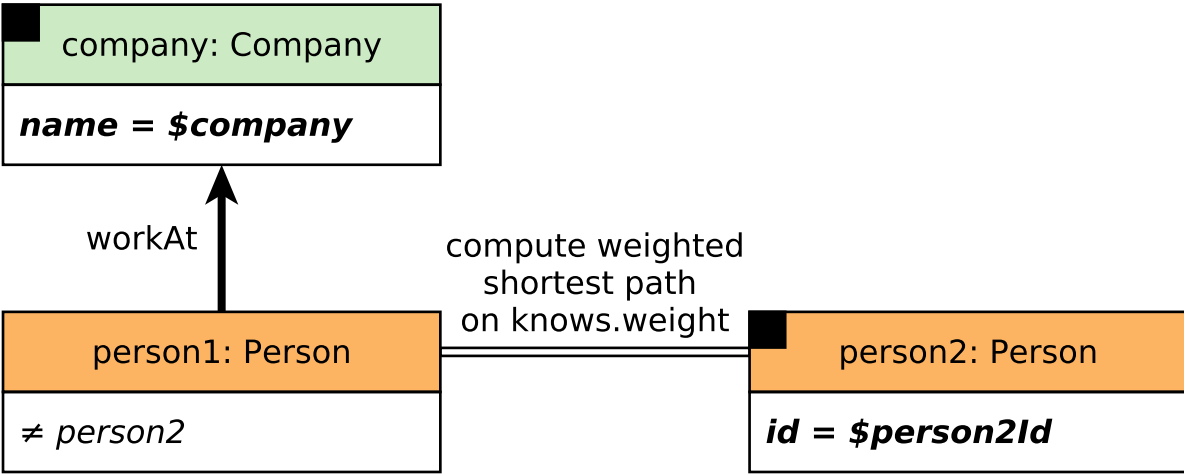 company: Company
name = $company
workAt
compute weighted
shortest path
on knows.weight
person1: Person
≠ person2
person2: Person
id = $person2Id